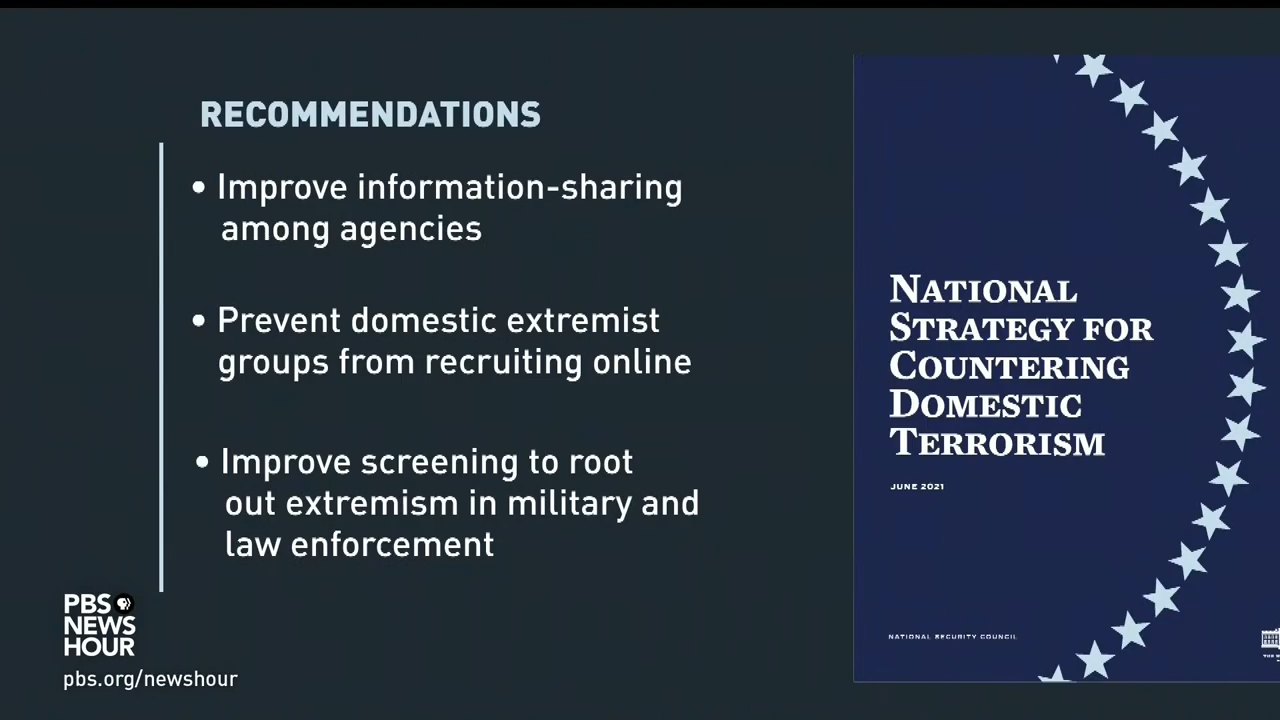 RECOMMENDATIONS
• Improve information-sharing
among agencies
• Prevent domestic extremist
groups from recruiting online
• Improve screening to root
out extremism in military and
law enforcement
PBS
NEWS
HOUR
pbs.org/newshour
NATIONAL
STRATEGY FOR
COUNTERING
DOMESTIC
TERRORISM
JUNE 2021
NATIONAL SECURITY COUNCIL